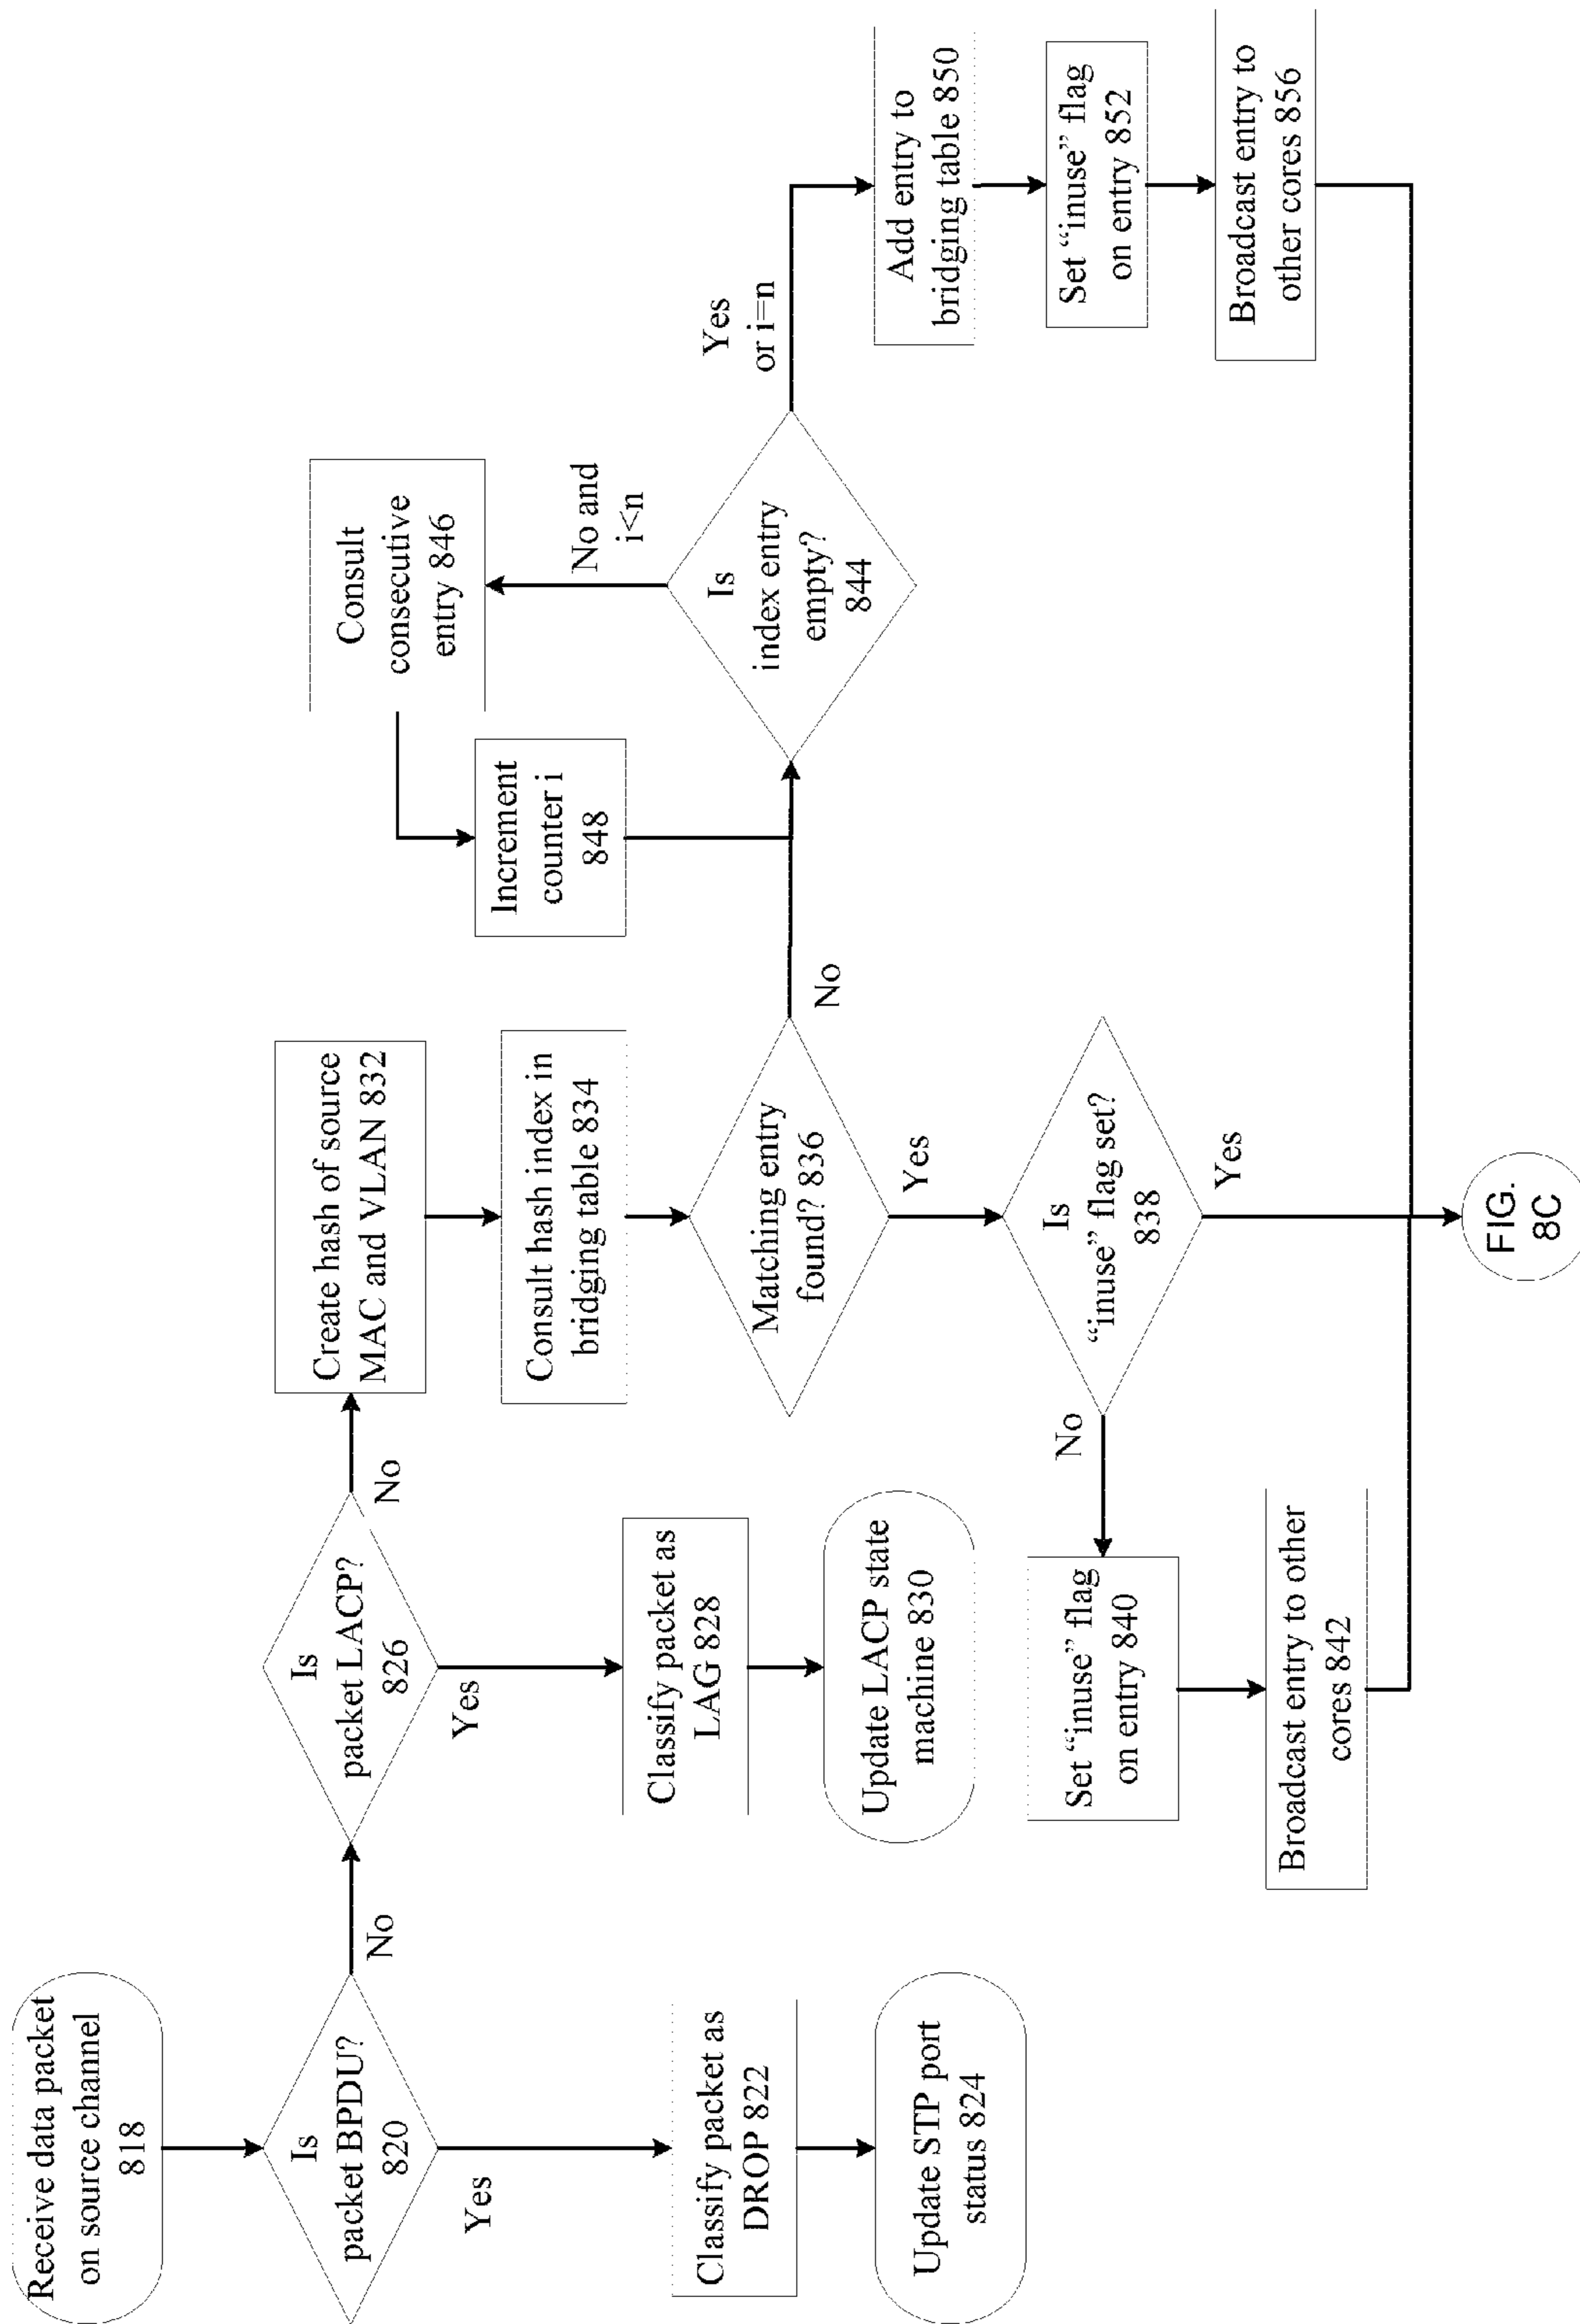 Receive data packet
on source channel
818
Is
packet BPDU?
820
No
Yes
Classify packet as
DROP 822
Update STP port
status 824
Is
packet LACP?
826
No
Yes
Classify packet as
LAG 828
Update LACP state
machine 830
Create hash of source
MAC and VLAN 832
Consult hash index in
bridging table 834
Matching entry
found? 836
No
Yes
Is
“inuse” flag set?
838
No
Yes
Set “inuse” flag
on entry 840
Broadcast entry to other
cores 842
Is
index entry
empty?
844
No and
i<n
Consult
consecutive
entry 846
Increment
counter i
848
Yes
or i=n
Add entry to
bridging table 850
Set “inuse” flag
on entry 852
Broadcast entry to
other cores 856
FIG.
8C